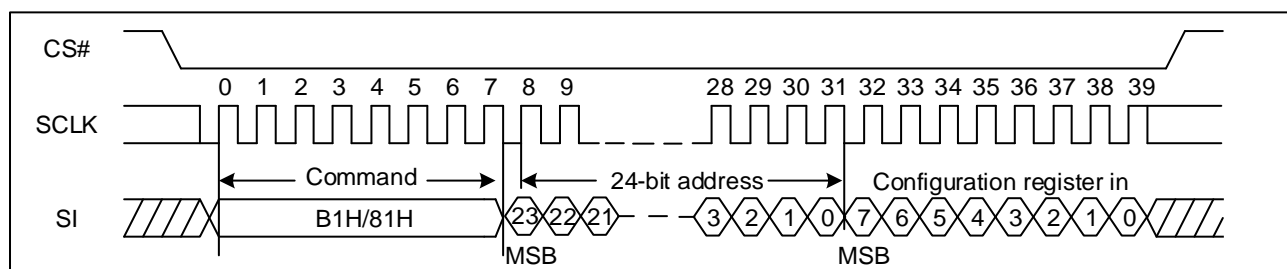 CS#
0 1 2 3 4 5 6 7 8 9 28 29 30 31 32 33 34 35 36 37 38 39
SCLK
Command 24-bit address Configuration register in
SI B1H/81H 23 22 21 3 2 1 0 7 6 5 4 3 2 1 0
MSB MSB